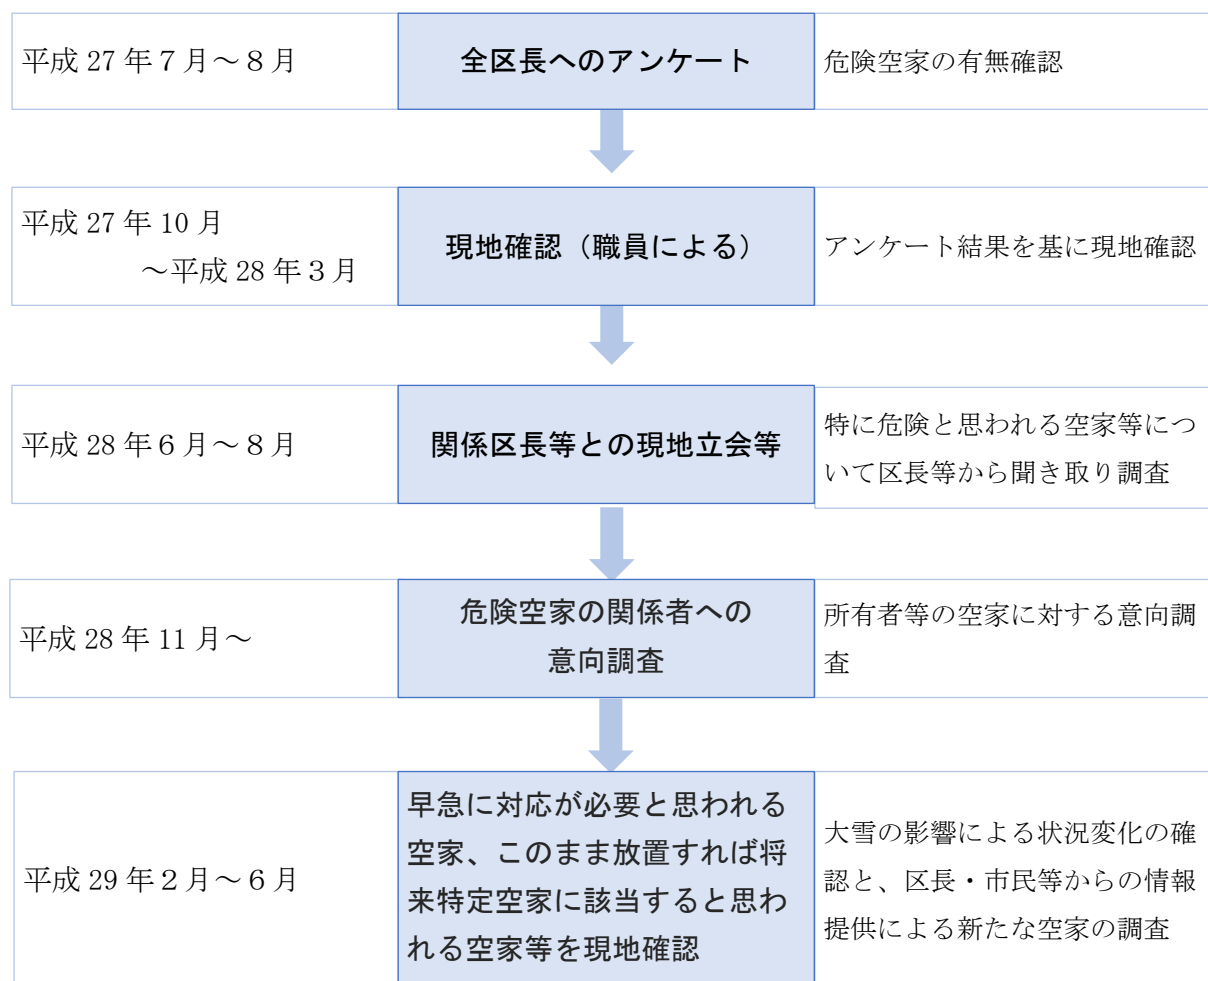 平成 27 年７月～８月
全区長へのアンケート
危険空家の有無確認
平成 27 年 10 月
～平成 28 年３月
現地確認（職員による）
アンケート結果を基に現地確認
平成 28 年６月～８月
関係区長等との現地立会等
特に危険と思われる空家等につ
いて区長等から聞き取り調査
平成 28 年 11 月～
危険空家の関係者への
意向調査
所有者等の空家に対する意向調
査
平成 29 年２月～６月
早急に対応が必要と思われる
空家、このまま放置すれば将
来特定空家に該当すると思わ
れる空家等を現地確認
大雪の影響による状況変化の確
認と、区長・市民等からの情報
提供による新たな空家の調査